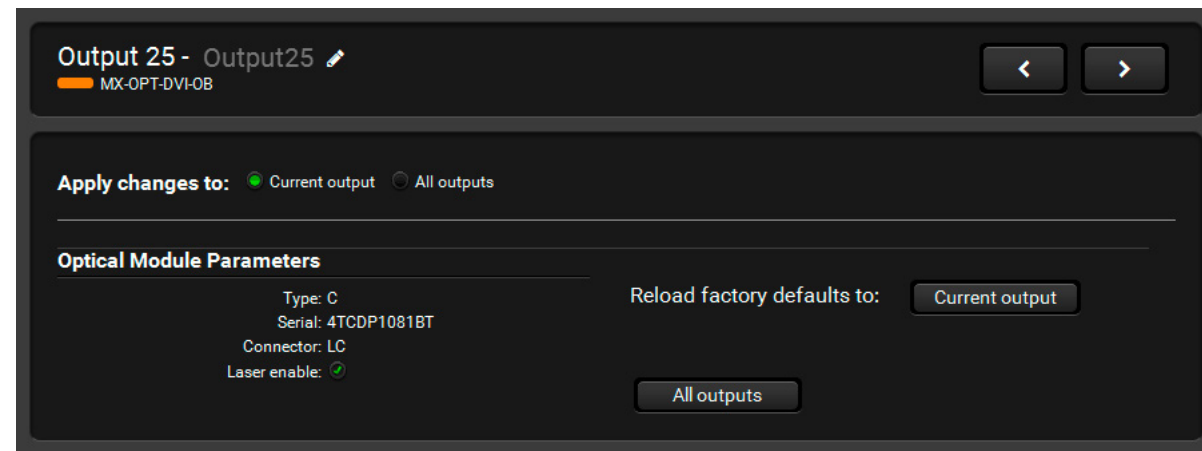 Output 25 - Output25
MX-OPT-DVI-OB
Apply changes to: Current output All outputs
Optical Module Parameters
Type: C
Serial: 4TCDP1081BT
Connector: LC
Laser enable:
Reload factory defaults to: Current output
All outputs